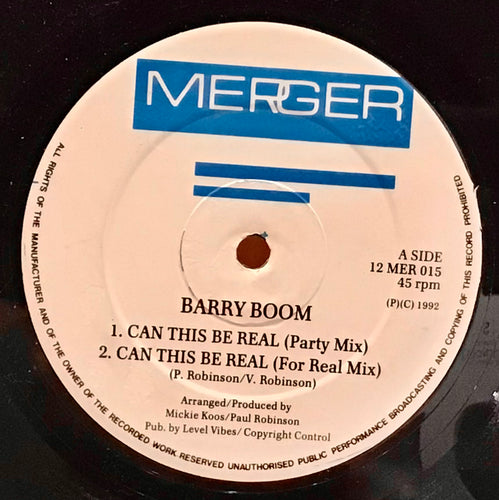 MERGER
A SIDE
12 MER 015
45 rpm
(P)(C) 1992
BARRY BOOM
1. CAN THIS BE REAL (Party Mix)
2. CAN THIS BE REAL (For Real Mix)
(P. Robinson/V. Robinson)
Arranged/Produced by
Mickie Koos/Paul Robinson
Pub. by Level Vibes/ Copyright Control
ALL RIGHTS OF THE MANUFACTURER AND OF THE OWNER OF THE RECORDED WORK RESERVED UNAUTHORISED PUBLIC PERFORMANCE BROADCASTING AND COPYING OF THIS RECORD PROHIBITED